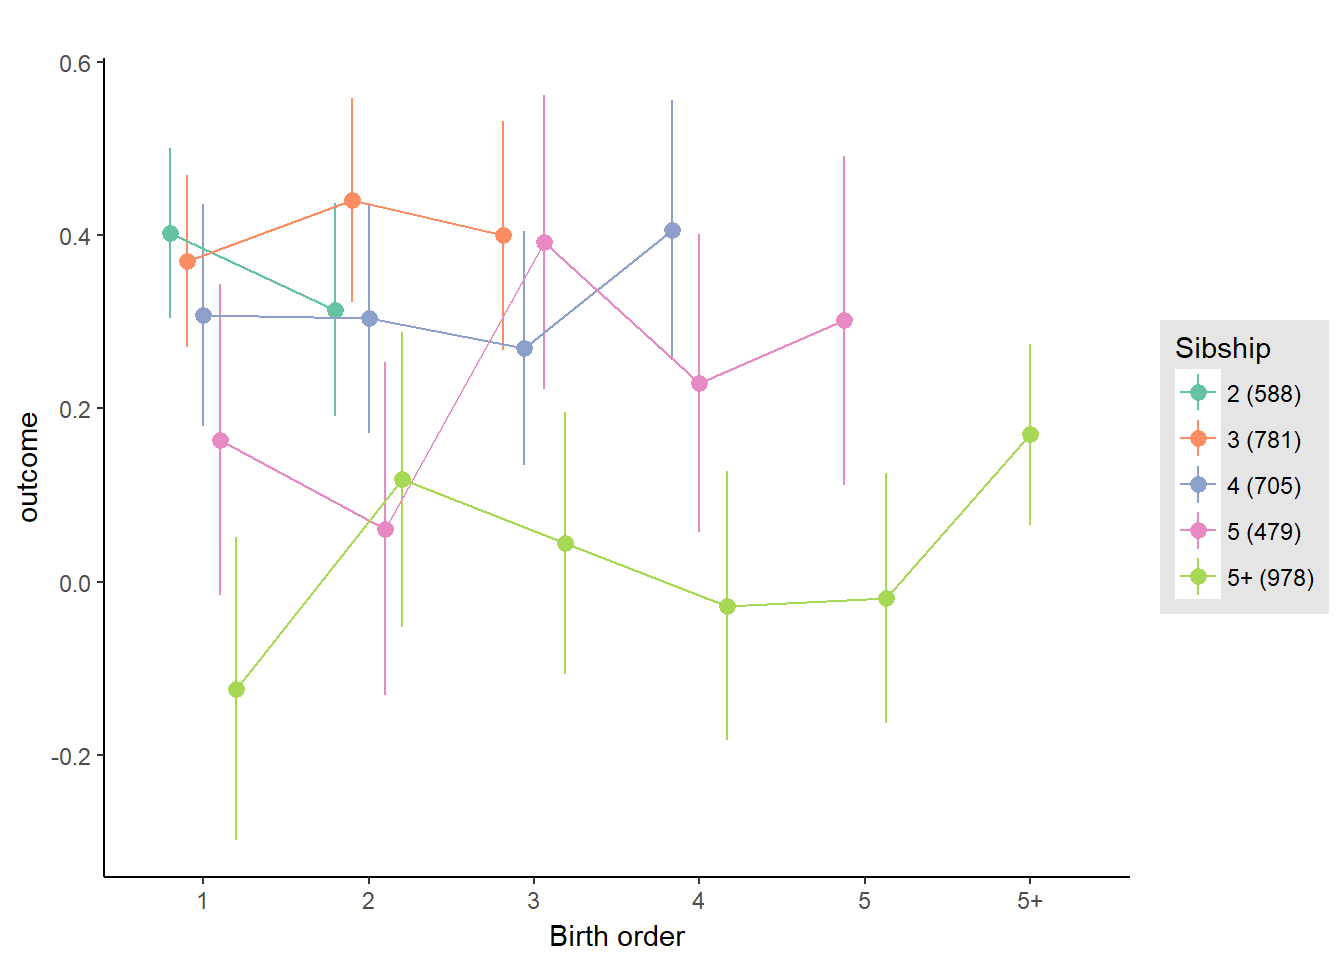 0.6
0.4
0.2
0.0
-0.2
outcome
1 2 3 4 5 5+
Birth order
Sibship
2 (588)
3 (781)
4 (705)
5 (479)
5+ (978)